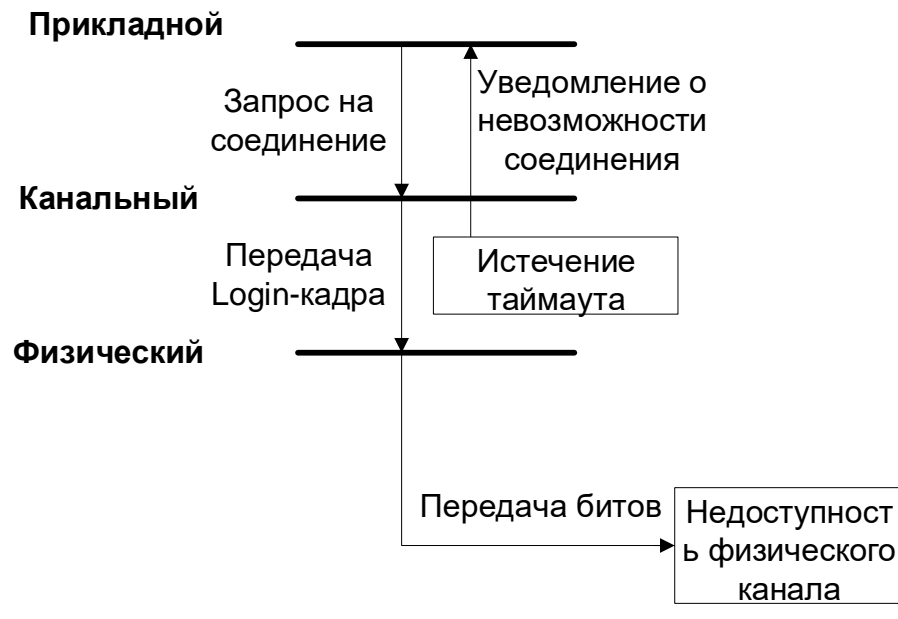 Прикладной
Запрос на
соединение
Уведомление о
невозможности
соединения
Канальный
Передача
Login-кадра
Истечение
таймаута
Физический
Передача битов
Недоступност
ь физического
канала